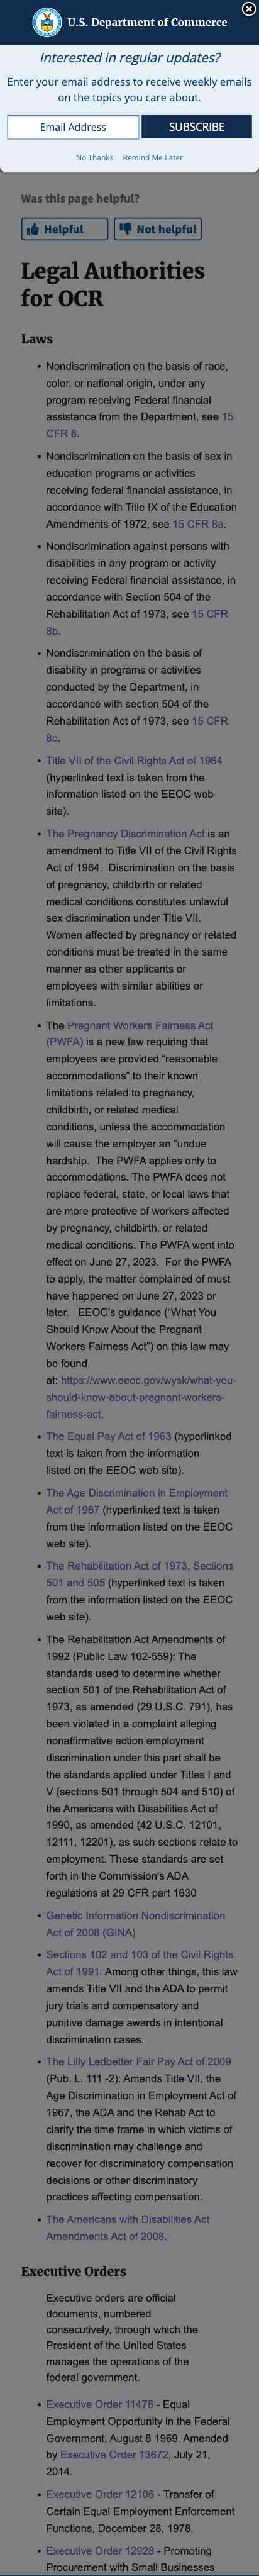 U.S. Department of Commerce
Interested in regular updates?
Enter your email address to receive weekly emails
on the topics you care about.
Email Address
SUBSCRIBE
No Thanks Remind Me Later
Was this page helpful?
Helpful
Not helpful
Legal Authorities
for OCR
Laws
• Nondiscrimination on the basis of race,
color, or national origin, under any
program receiving Federal financial
assistance from the Department, see 15
CFR 8.
• Nondiscrimination on the basis of sex in
education programs or activities
receiving federal financial assistance, in
accordance with Title IX of the Education
Amendments of 1972, see 15 CFR 8a.
• Nondiscrimination against persons with
disabilities in any program or activity
receiving Federal financial assistance, in
accordance with Section 504 of the
Rehabilitation Act of 1973, see 15 CFR
8b.
• Nondiscrimination on the basis of
disability in programs or activities
conducted by the Department, in
accordance with section 504 of the
Rehabilitation Act of 1973, see 15 CFR
8c.
• Title VII of the Civil Rights Act of 1964
(hyperlinked text is taken from the
information listed on the EEOC web
site).
• The Pregnancy Discrimination Act is an
amendment to Title VII of the Civil Rights
Act of 1964.  Discrimination on the basis
of pregnancy, childbirth or related
medical conditions constitutes unlawful
sex discrimination under Title VII.
Women affected by pregnancy or related
conditions must be treated in the same
manner as other applicants or
employees with similar abilities or
limitations.
• The Pregnant Workers Fairness Act
(PWFA) is a new law requiring that
employees are provided “reasonable
accommodations” to their known
limitations related to pregnancy,
childbirth, or related medical
conditions, unless the accommodation
will cause the employer an “undue
hardship.  The PWFA applies only to
accommodations. The PWFA does not
replace federal, state, or local laws that
are more protective of workers affected
by pregnancy, childbirth, or related
medical conditions. The PWFA went into
effect on June 27, 2023.  For the PWFA
to apply, the matter complained of must
have happened on June 27, 2023 or
later.   EEOC's guidance (“What You
Should Know About the Pregnant
Workers Fairness Act”) on this law may
be found
at: https://www.eeoc.gov/wysk/what-you-
should-know-about-pregnant-workers-
fairness-act.
• The Equal Pay Act of 1963 (hyperlinked
text is taken from the information
listed on the EEOC web site).
• The Age Discrimination in Employment
Act of 1967 (hyperlinked text is taken
from the information listed on the EEOC
web site).
• The Rehabilitation Act of 1973, Sections
501 and 505 (hyperlinked text is taken
from the information listed on the EEOC
web site).
• The Rehabilitation Act Amendments of
1992 (Public Law 102-559): The
standards used to determine whether
section 501 of the Rehabilitation Act of
1973, as amended (29 U.S.C. 791), has
been violated in a complaint alleging
nonaffirmative action employment
discrimination under this part shall be
the standards applied under Titles I and
V (sections 501 through 504 and 510) of
the Americans with Disabilities Act of
1990, as amended (42 U.S.C. 12101,
12111, 12201), as such sections relate to
employment. These standards are set
forth in the Commission's ADA
regulations at 29 CFR part 1630
• Genetic Information Nondiscrimination
Act of 2008 (GINA)
• Sections 102 and 103 of the Civil Rights
Act of 1991: Among other things, this law
amends Title VII and the ADA to permit
jury trials and compensatory and
punitive damage awards in intentional
discrimination cases.
• The Lilly Ledbetter Fair Pay Act of 2009
(Pub. L. 111 -2): Amends Title VII, the
Age Discrimination in Employment Act of
1967, the ADA and the Rehab Act to
clarify the time frame in which victims of
discrimination may challenge and
recover for discriminatory compensation
decisions or other discriminatory
practices affecting compensation.
• The Americans with Disabilities Act
Amendments Act of 2008.
Executive Orders
Executive orders are official
documents, numbered
consecutively, through which the
President of the United States
manages the operations of the
federal government.
• Executive Order 11478 - Equal
Employment Opportunity in the Federal
Government, August 8 1969. Amended
by Executive Order 13672, July 21,
2014.
• Executive Order 12106 - Transfer of
Certain Equal Employment Enforcement
Functions, December 28, 1978.
• Executive Order 12928 - Promoting
Procurement with Small Businesses